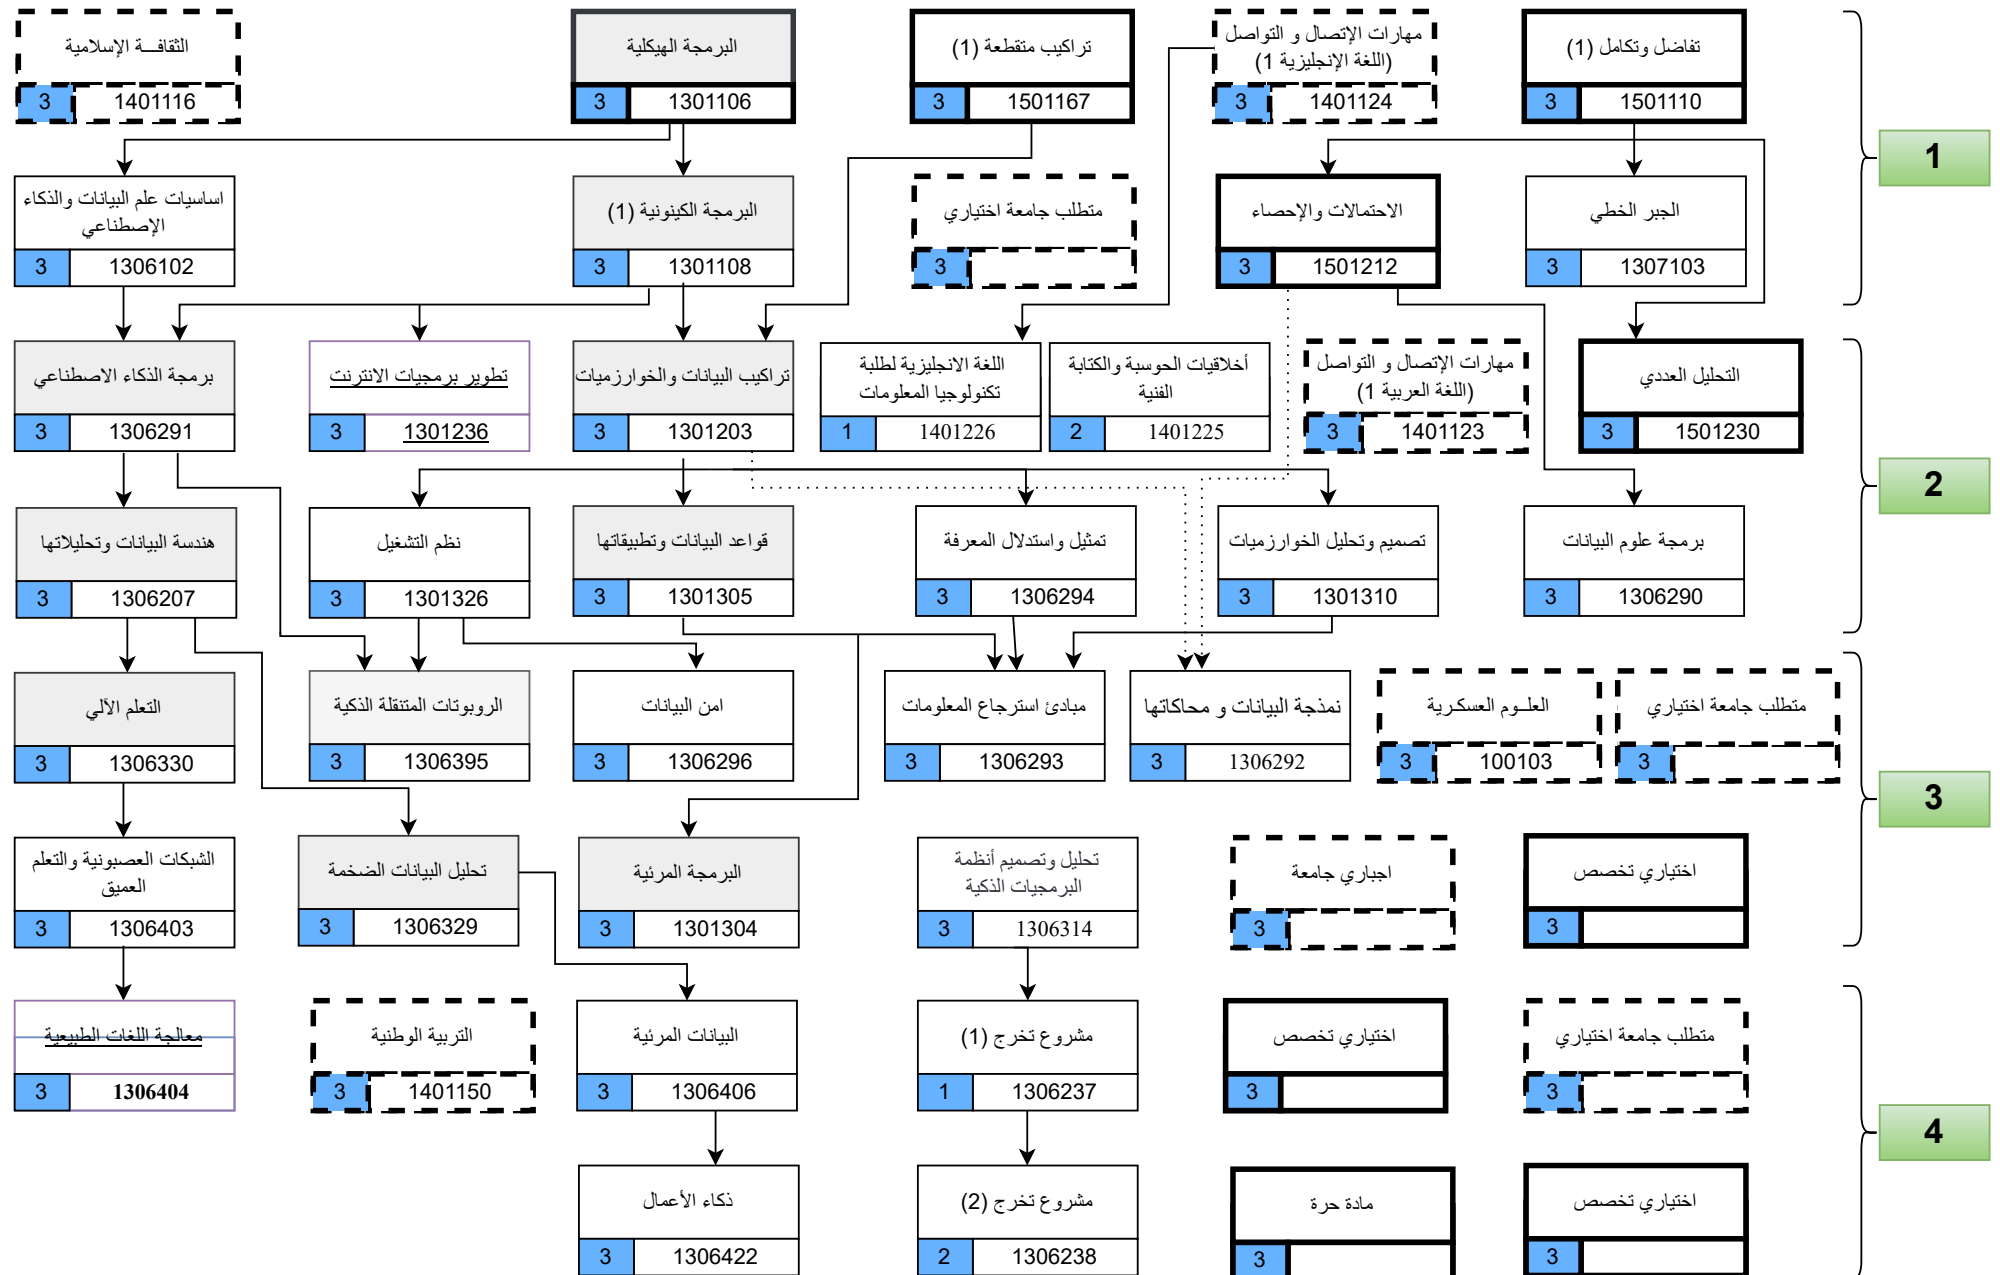 تفاضل وتكامل (1)
3 1501110
مهارات الإتصال و التواصل
(اللغة الإنجليزية 1)
3 1401124
تراكيب متقطعة (1)
3 1501167
البرمجة الهيكلية
3 1301106
الثقافـــة الإسلامية
3 1401116
1
الجبر الخطي
3 1307103
الاحتمالات والإحصاء
3 1501212
متطلب جامعة اختياري
3
البرمجة الكينونية (1)
3 1301108
اساسيات علم البيانات والذكاء
الإصطناعي
3 1306102
التحليل العددي
3 1501230
مهارات الإتصال و التواصل
(اللغة العربية 1)
3 1401123
أخلاقيات الحوسبة والكتابة
الفنية
2 1401225
اللغة الانجليزية لطلبة
تكنولوجيا المعلومات
1 1401226
تراكيب البيانات والخوارزميات
3 1301203
تطوير برمجيات الانترنت
3 1301236
برمجة الذكاء الاصطناعي
3 1306291
2
برمجة علوم البيانات
3 1306290
تصميم وتحليل الخوارزميات
3 1301310
تمثيل واستدلال المعرفة
3 1306294
قواعد البيانات وتطبيقاتها
3 1301305
نظم التشغيل
3 1301326
هندسة البيانات وتحليلاتها
3 1306207
متطلب جامعة اختياري
3
العلــوم العسكـرية
3 100103
نمذجة البيانات و محاكاتها
3 1306292
مبادئ استرجاع المعلومات
3 1306293
امن البيانات
3 1306296
الروبوتات المتنقلة الذكية
3 1306395
التعلم الآلي
3 1306330
3
اختياري تخصص
3
اجباري جامعة
3
تحليل وتصميم أنظمة
البرمجيات الذكية
3 1306314
البرمجة المرئية
3 1301304
تحليل البيانات الضخمة
3 1306329
الشبكات العصبونية والتعلم
العميق
3 1306403
متطلب جامعة اختياري
3
اختياري تخصص
3
مشروع تخرج (1)
1 1306237
البيانات المرئية
3 1306406
التربية الوطنية
3 1401150
معالجة اللغات الطبيعية
3 1306404
4
اختياري تخصص
3
مادة حرة
3
مشروع تخرج (2)
2 1306238
ذكاء الأعمال
3 1306422